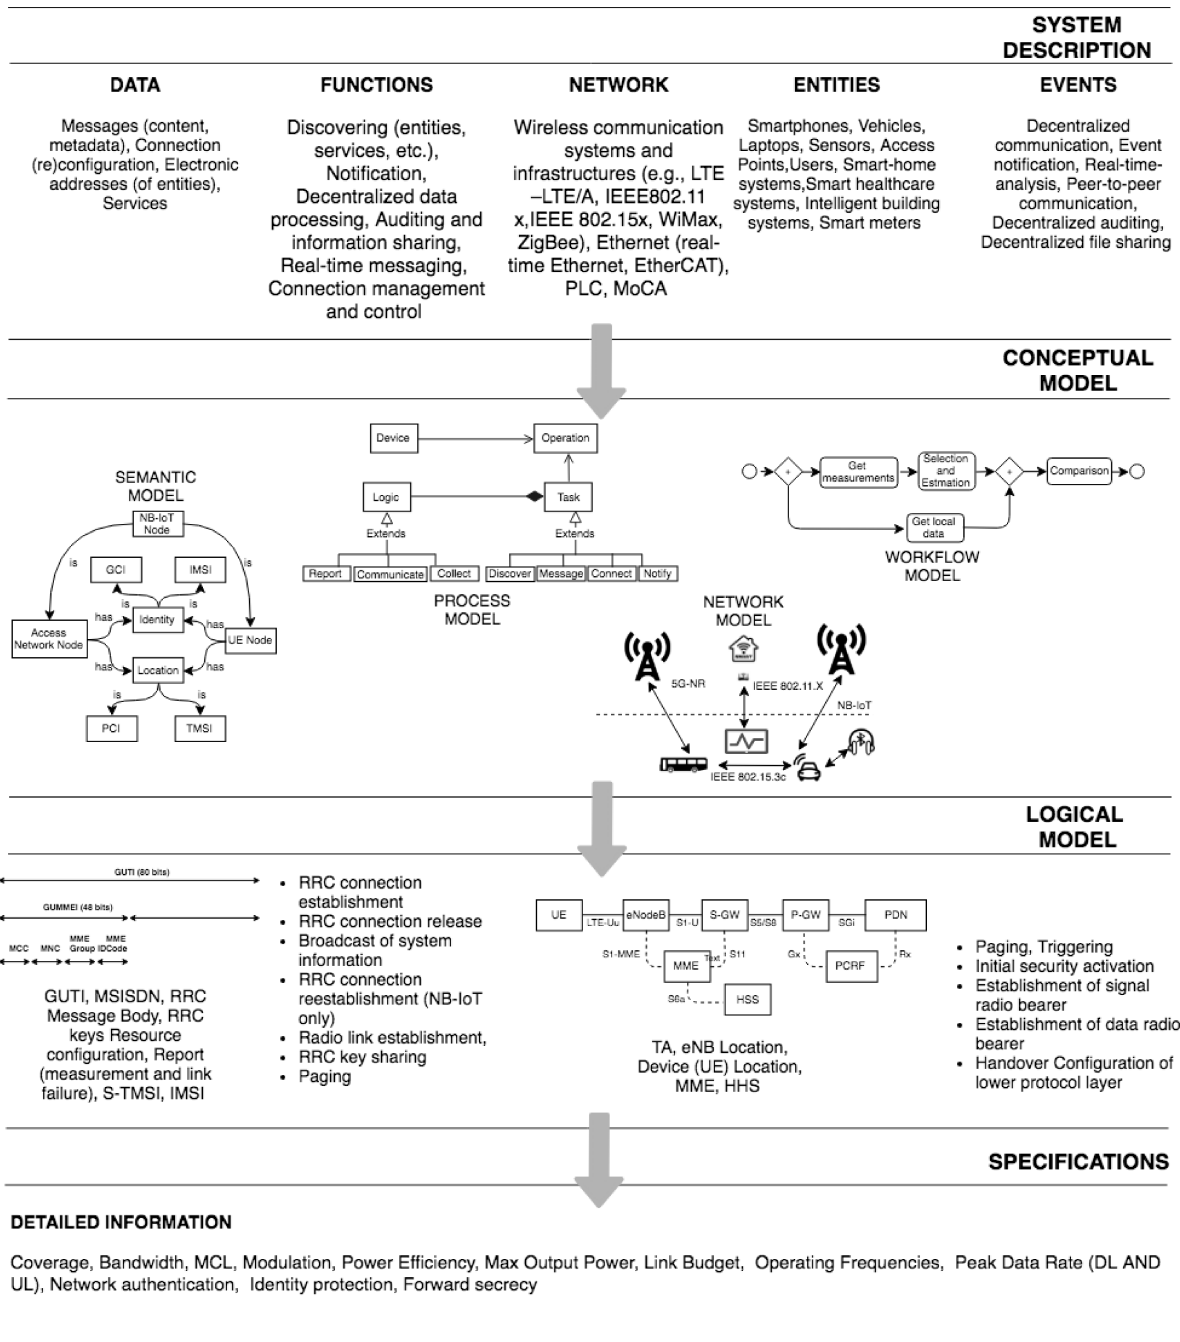 SYSTEM
DESCRIPTION
DATA
Messages (content,
metadata), Connection
(re)configuration, Electronic
addresses (of entities),
Services
FUNCTIONS
Discovering (entities,
services, etc.),
Notification,
Decentralized data
processing, Auditing and
information sharing,
Real-time messaging,
Connection management
and control
NETWORK
Wireless communication
systems and
infrastructures (e.g., LTE
–LTE/A, IEEE802.11
x,IEEE 802.15x, WiMax,
ZigBee), Ethernet (real-
time Ethernet, EtherCAT),
PLC, MoCA
ENTITIES
Smartphones, Vehicles,
Laptops, Sensors, Access
Points,Users, Smart-home
systems,Smart healthcare
systems, Intelligent building
systems, Smart meters
EVENTS
Decentralized
communication, Event
notification, Real-time-
analysis, Peer-to-peer
communication,
Decentralized auditing,
Decentralized file sharing
CONCEPTUAL
MODEL
SEMANTIC
MODEL
NB-IoT
Node
is
is
GCI
IMSI
is
is
has
Identity
has
Access
Network Node
UE Node
has
Location
has
is
is
PCI
TMSI
Device
Operation
Logic
Task
Extends
Extends
Report
Communicate
Collect
Discover
Message
Connect
Notify
PROCESS
MODEL
+
Get
measurements
Selection
and
Estmation
+
Comparison
Get local
data
WORKFLOW
MODEL
NETWORK
MODEL
5G-NR
IEEE 802.11.X
NB-IoT
IEEE 802.15.3c
LOGICAL
MODEL
GUTI (80 bits)
GUMMEI (48 bits)
MCC
MNC
MME
Group
MME
IDCode
GUTI, MSISDN, RRC
Message Body, RRC
keys Resource
configuration, Report
(measurement and link
failure), S-TMSI, IMSI
• RRC connection
establishment
• RRC connection release
• Broadcast of system
information
• RRC connection
reestablishment (NB-IoT
only)
• Radio link establishment,
• RRC key sharing
• Paging
UE
LTE-Uu
eNodeB
S1-U
S-GW
S5/S8
P-GW
SGi
PDN
S1-MME
MME
Text
S11
Gx
PCRF
Rx
S6a
HSS
TA, eNB Location,
Device (UE) Location,
MME, HHS
• Paging, Triggering
• Initial security activation
• Establishment of signal
radio bearer
• Establishment of data radio
bearer
• Handover Configuration of
lower protocol layer
SPECIFICATIONS
DETAILED INFORMATION
Coverage, Bandwidth, MCL, Modulation, Power Efficiency, Max Output Power, Link Budget, Operating Frequencies, Peak Data Rate (DL AND
UL), Network authentication, Identity protection, Forward secrecy